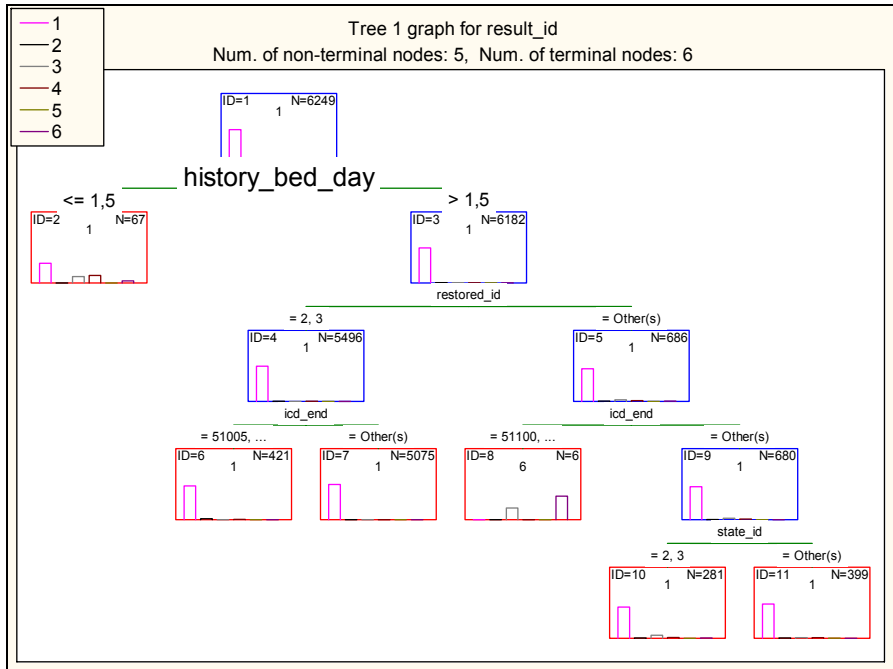 1
2
3
4
5
6
Tree 1 graph for result_id
Num. of non-terminal nodes: 5, Num. of terminal nodes: 6
ID=1 N=6249
1
history_bed_day
<= 1,5 > 1,5
ID=2 N=67
1
ID=3 N=6182
1
restored_id
= 2, 3 = Other(s)
ID=4 N=5496
1
ID=5 N=686
1
icd_end icd_end
= 51005, ... = Other(s) = 51100, ... = Other(s)
ID=6 N=421
1
ID=7 N=5075
1
ID=8 N=6
6
ID=9 N=680
1
state_id
= 2, 3 = Other(s)
ID=10 N=281
1
ID=11 N=399
1